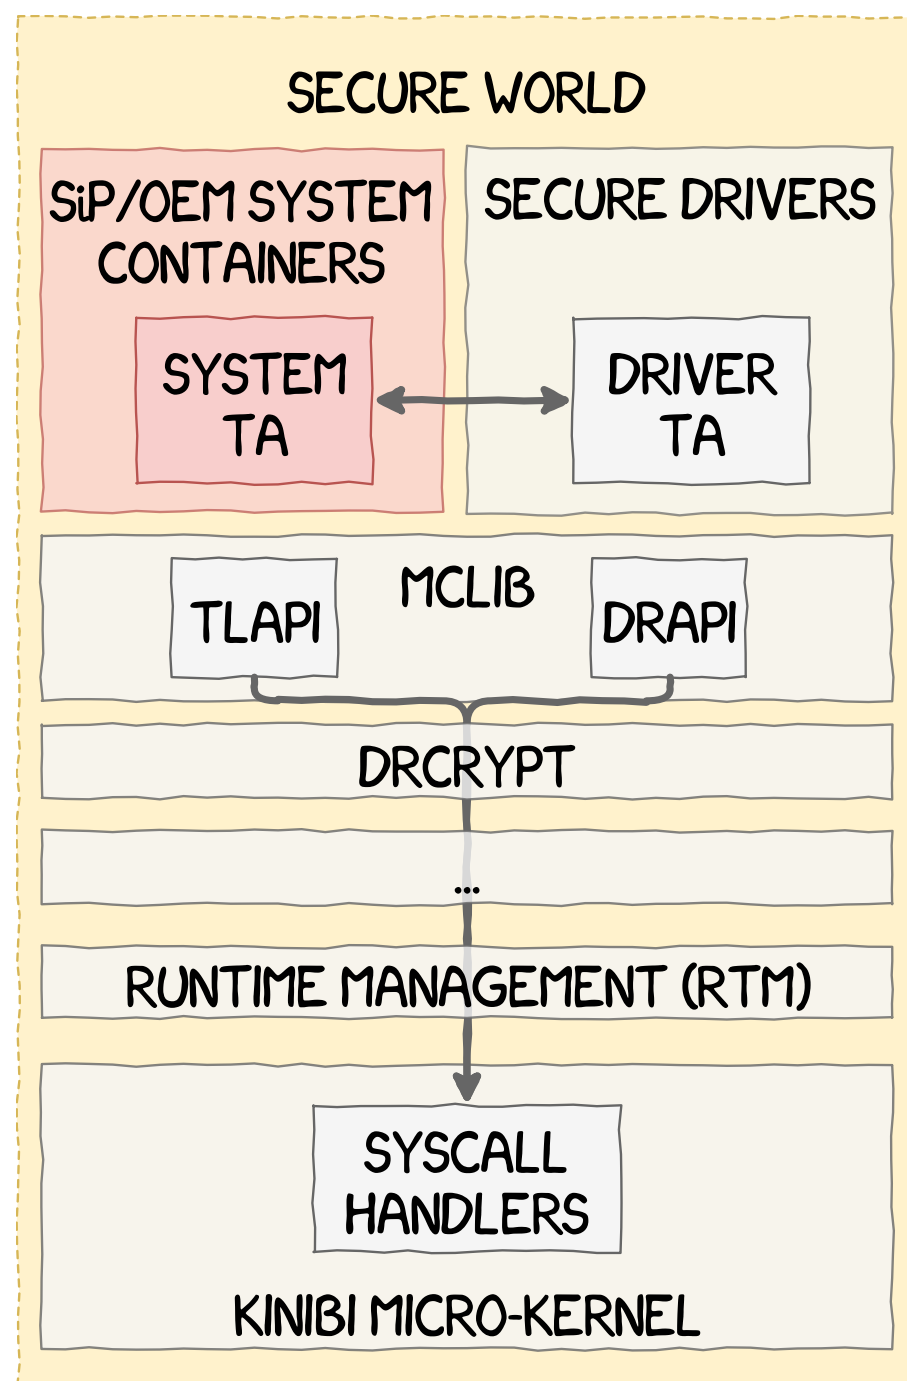 SECURE WORLD
SiP/OEM SYSTEM
CONTAINERS
SYSTEM
TA
SECURE DRIVERS
DRIVER
TA
MCLIB
TLAPI
DRAPI
DRCRYPT
...
RUNTIME MANAGEMENT (RTM)
SYSCALL
HANDLERS
KINIBI MICRO-KERNEL